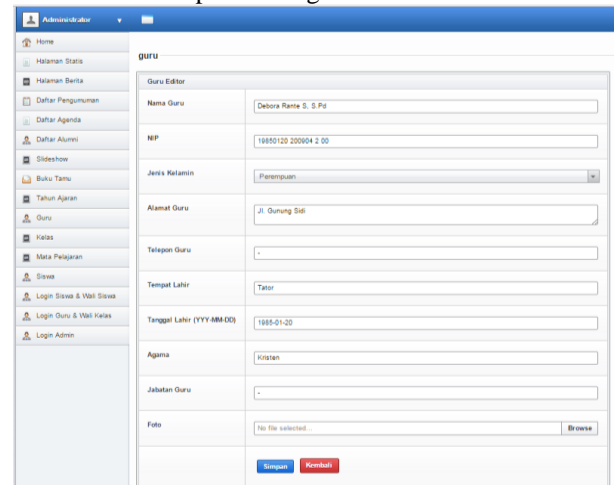 Administrator
Home
Halaman Statis
Halaman Berita
Daftar Pengumuman
Daftar Agenda
Daftar Alumni
Slideshow
Buku Tamu
Tahun Ajaran
Guru
Kelas
Mata Pelajaran
Siswa
Login Siswa & Wali Siswa
Login Guru & Wali Kelas
Login Admin
guru
Guru Editor
Nama Guru Debora Rante S. S.Pd
NIP 19850120 200904 2 00
Jenis Kelamin Perempuan
Alamat Guru Jl. Gunung Sidi
Telepon Guru -
Tempat Lahir Tator
Tanggal Lahir (YYY-MM-DD) 1985-01-20
Agama Kristen
Jabatan Guru -
Foto No file selected... Browse
Simpan Kembali